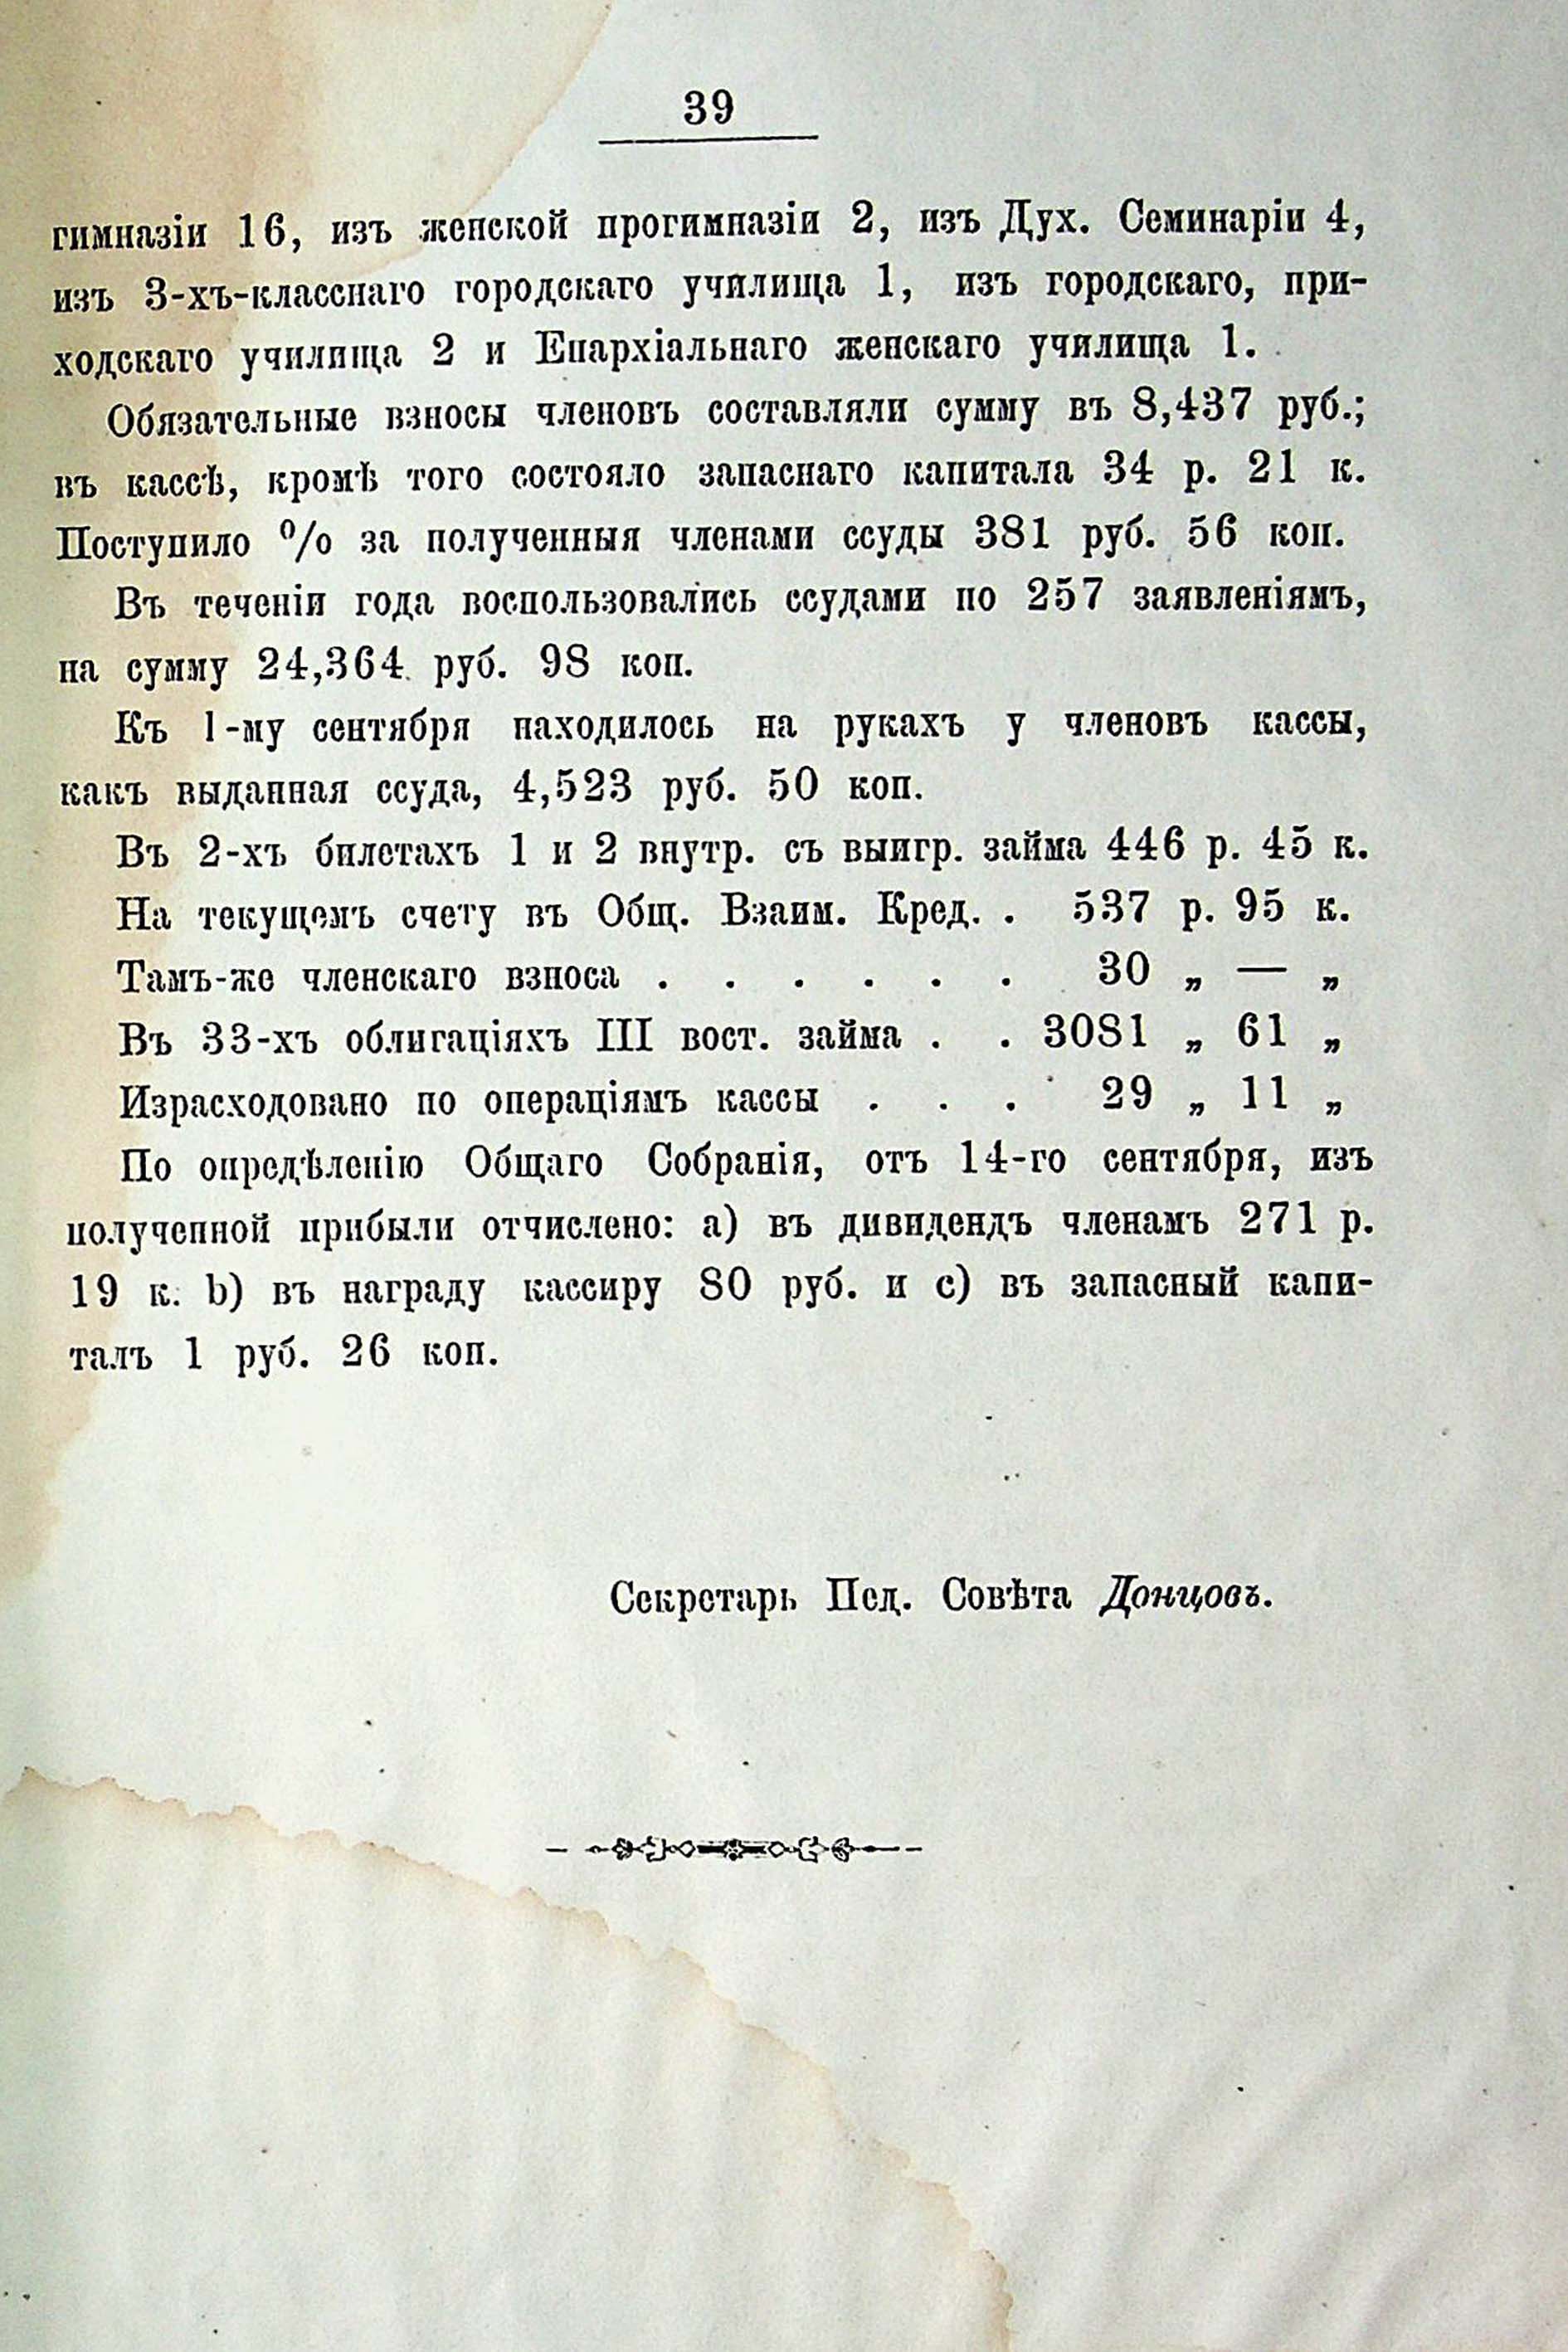 39
гимназіи 16, изъ женской прогимназіи 2, изъ Дух. Семинаріи 4,
изъ 3-хъ-класснаго городскаго училища 1, изъ городскаго, при-
ходскаго училища 2 и Епархіальнаго женскаго училища 1.
Обязательные взносы членовъ составляли сумму въ 8,437 руб.;
въ кассѣ, кромѣ того состояло запаснаго капитала 34 р. 21 к.
Поступило % за полученныя членами ссуды 381 руб. 56 коп.
Въ теченіи года воспользовались ссудами по 257 заявленіямъ,
на сумму 24,364 руб. 98 коп.
Къ 1-му сентября находилось на рукахъ у членовъ кассы,
какъ выданная ссуда, 4,523 руб. 50 коп.
Въ 2-хъ билетахъ 1 и 2 внутр. съ выигр. займа 446 р. 45 к.
На текущемъ счету въ Общ. Взаим. Кред. . 537 р. 95 к.
Тамъ-же членскаго взноса . . . . . . 30 „ — „
Въ 33-хъ облигаціяхъ III вост. займа . . 3081 „ 61 „
Израсходовано по операціямъ кассы . . . 29 „ 11 „
По опредѣленію Общаго Собранія, отъ 14-го сентября, изъ
полученной прибыли отчислено: а) въ дивидендъ членамъ 271 р.
19 к. b) въ награду кассиру 80 руб. и с) въ запасный капи-
талъ 1 руб. 26 коп.
Секретарь Пед. Совѣта Донцовъ.